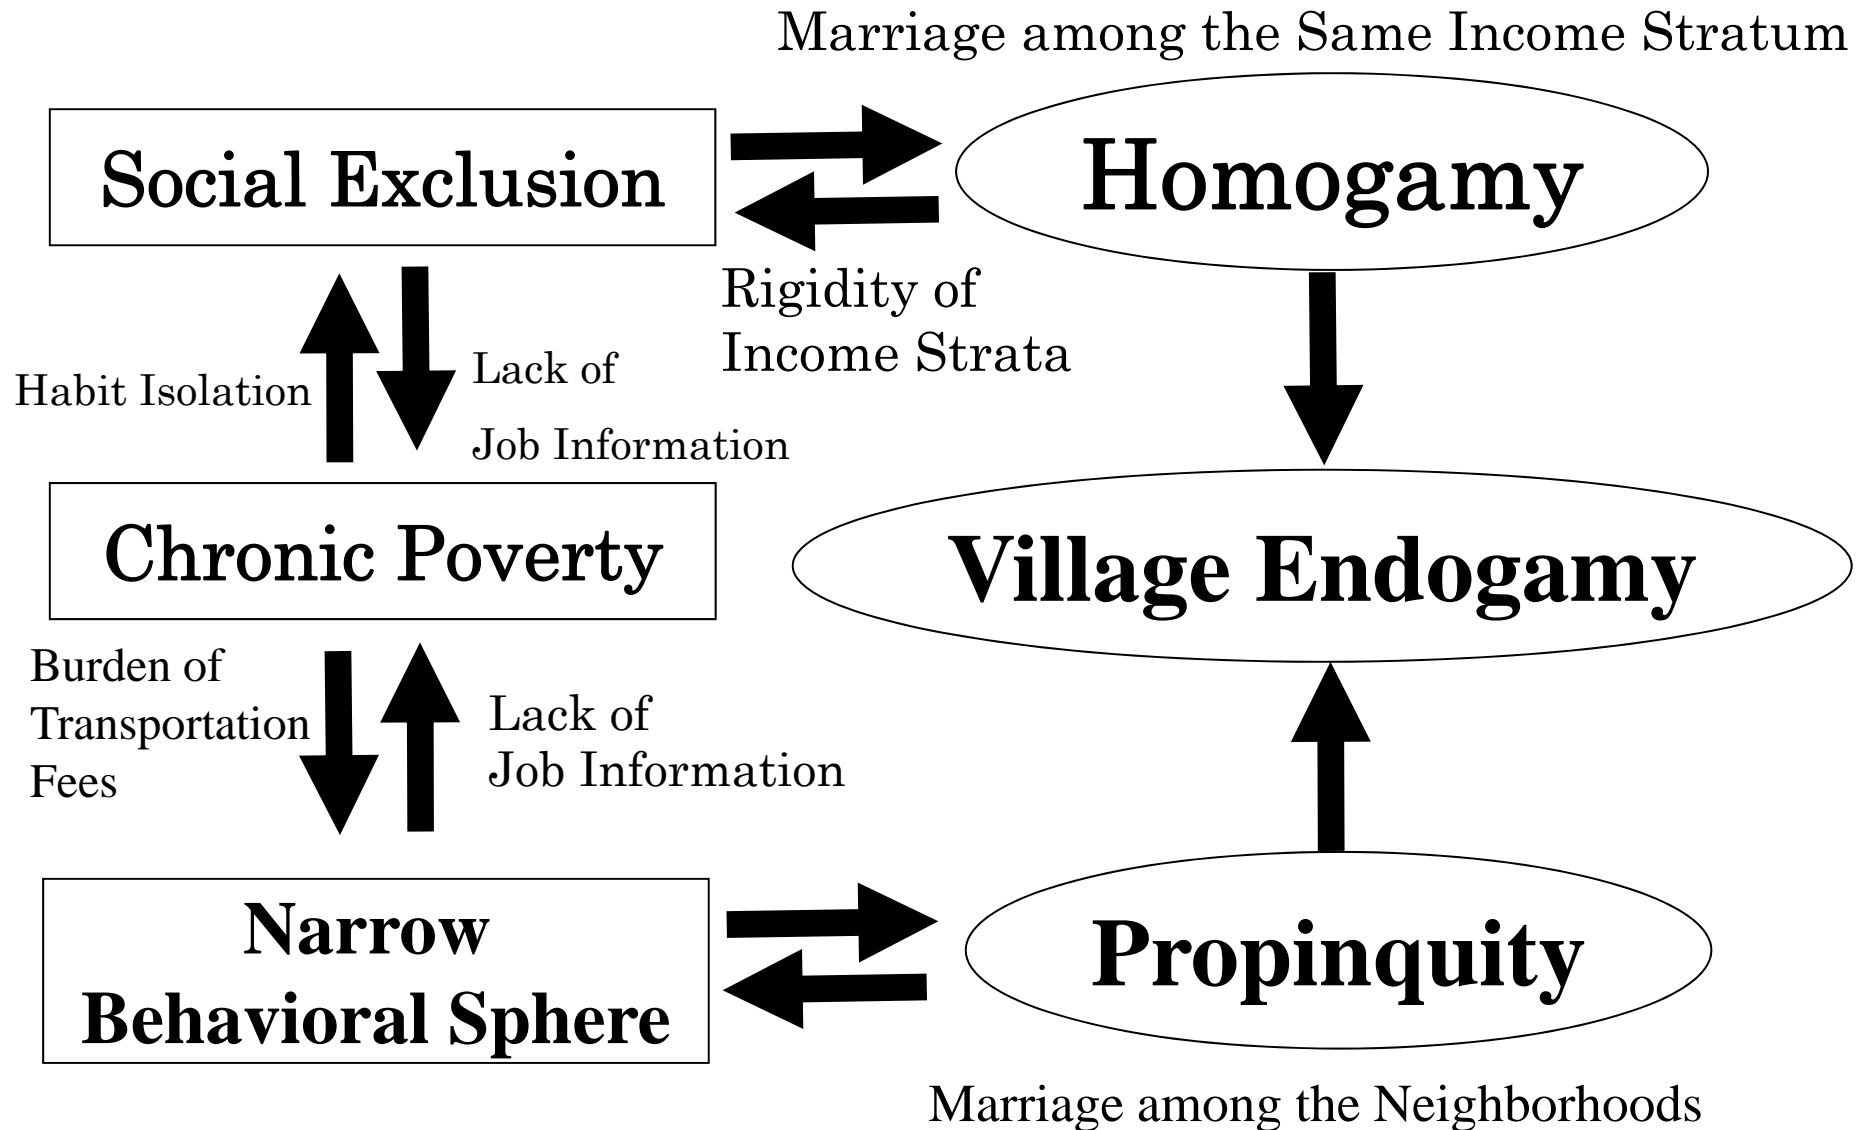 Marriage among the Same Income Stratum
Social Exclusion
Homogamy
Rigidity of
Income Strata
Habit Isolation
Lack of
Job Information
Chronic Poverty
Village Endogamy
Burden of
Transportation
Fees
Lack of
Job Information
Narrow
Behavioral Sphere
Propinquity
Marriage among the Neighborhoods